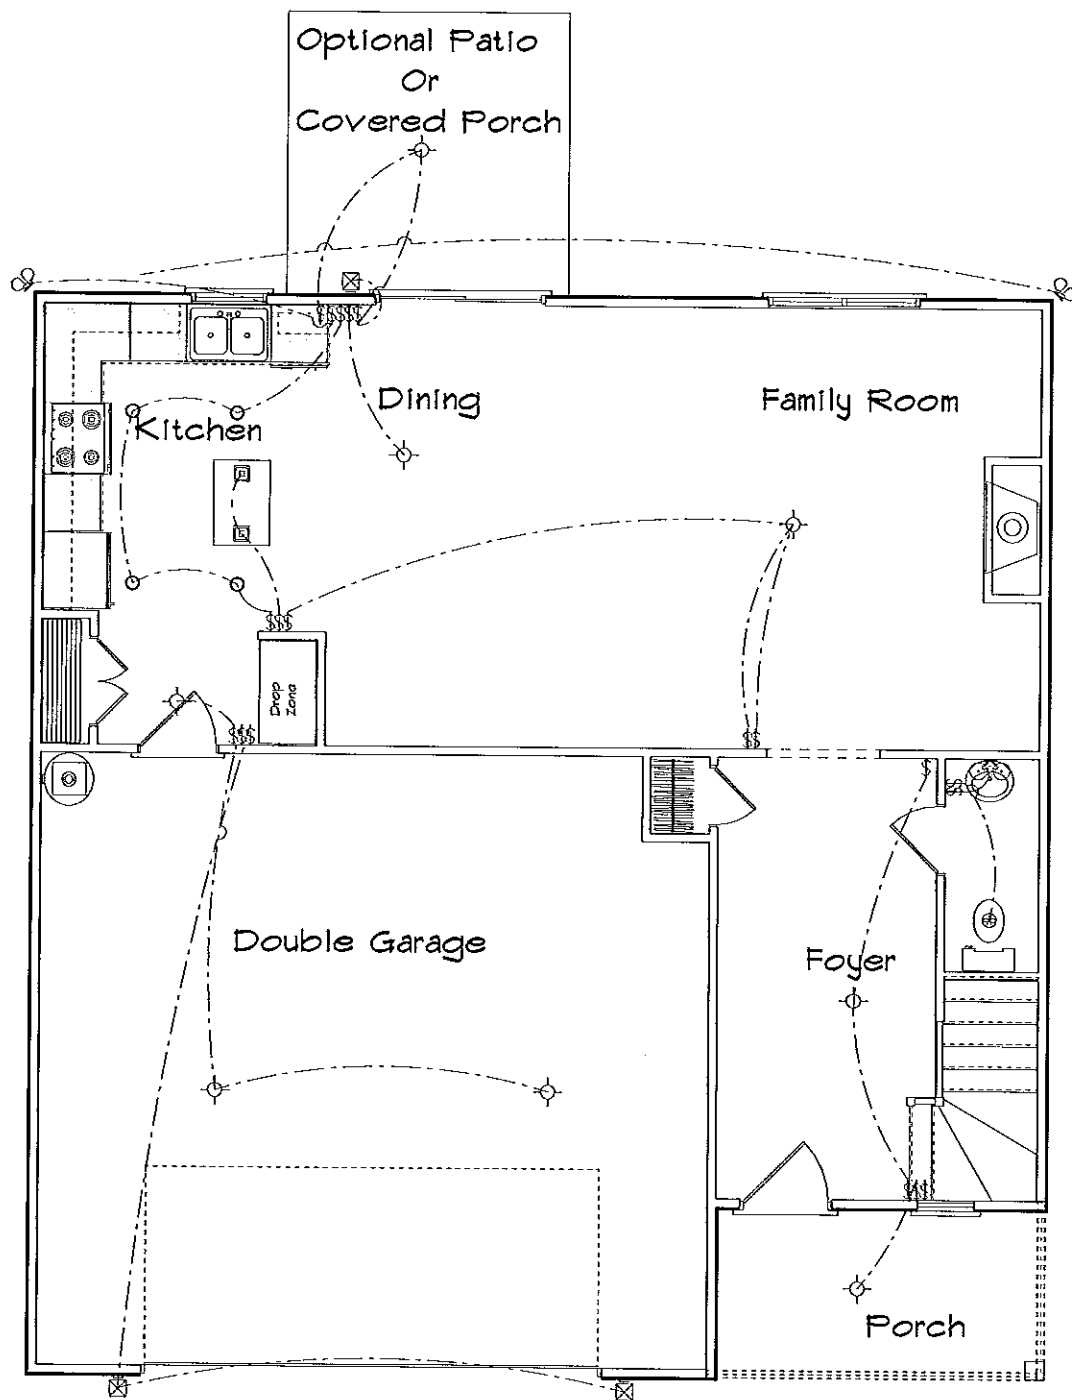 Optional Patio
Or
Covered Porch
Dining
Family Room
Kitchen
$$$$$
$$$
Drop
Zone
$$$
$$
$
$$
Double Garage
Foyer
$$$
Porch